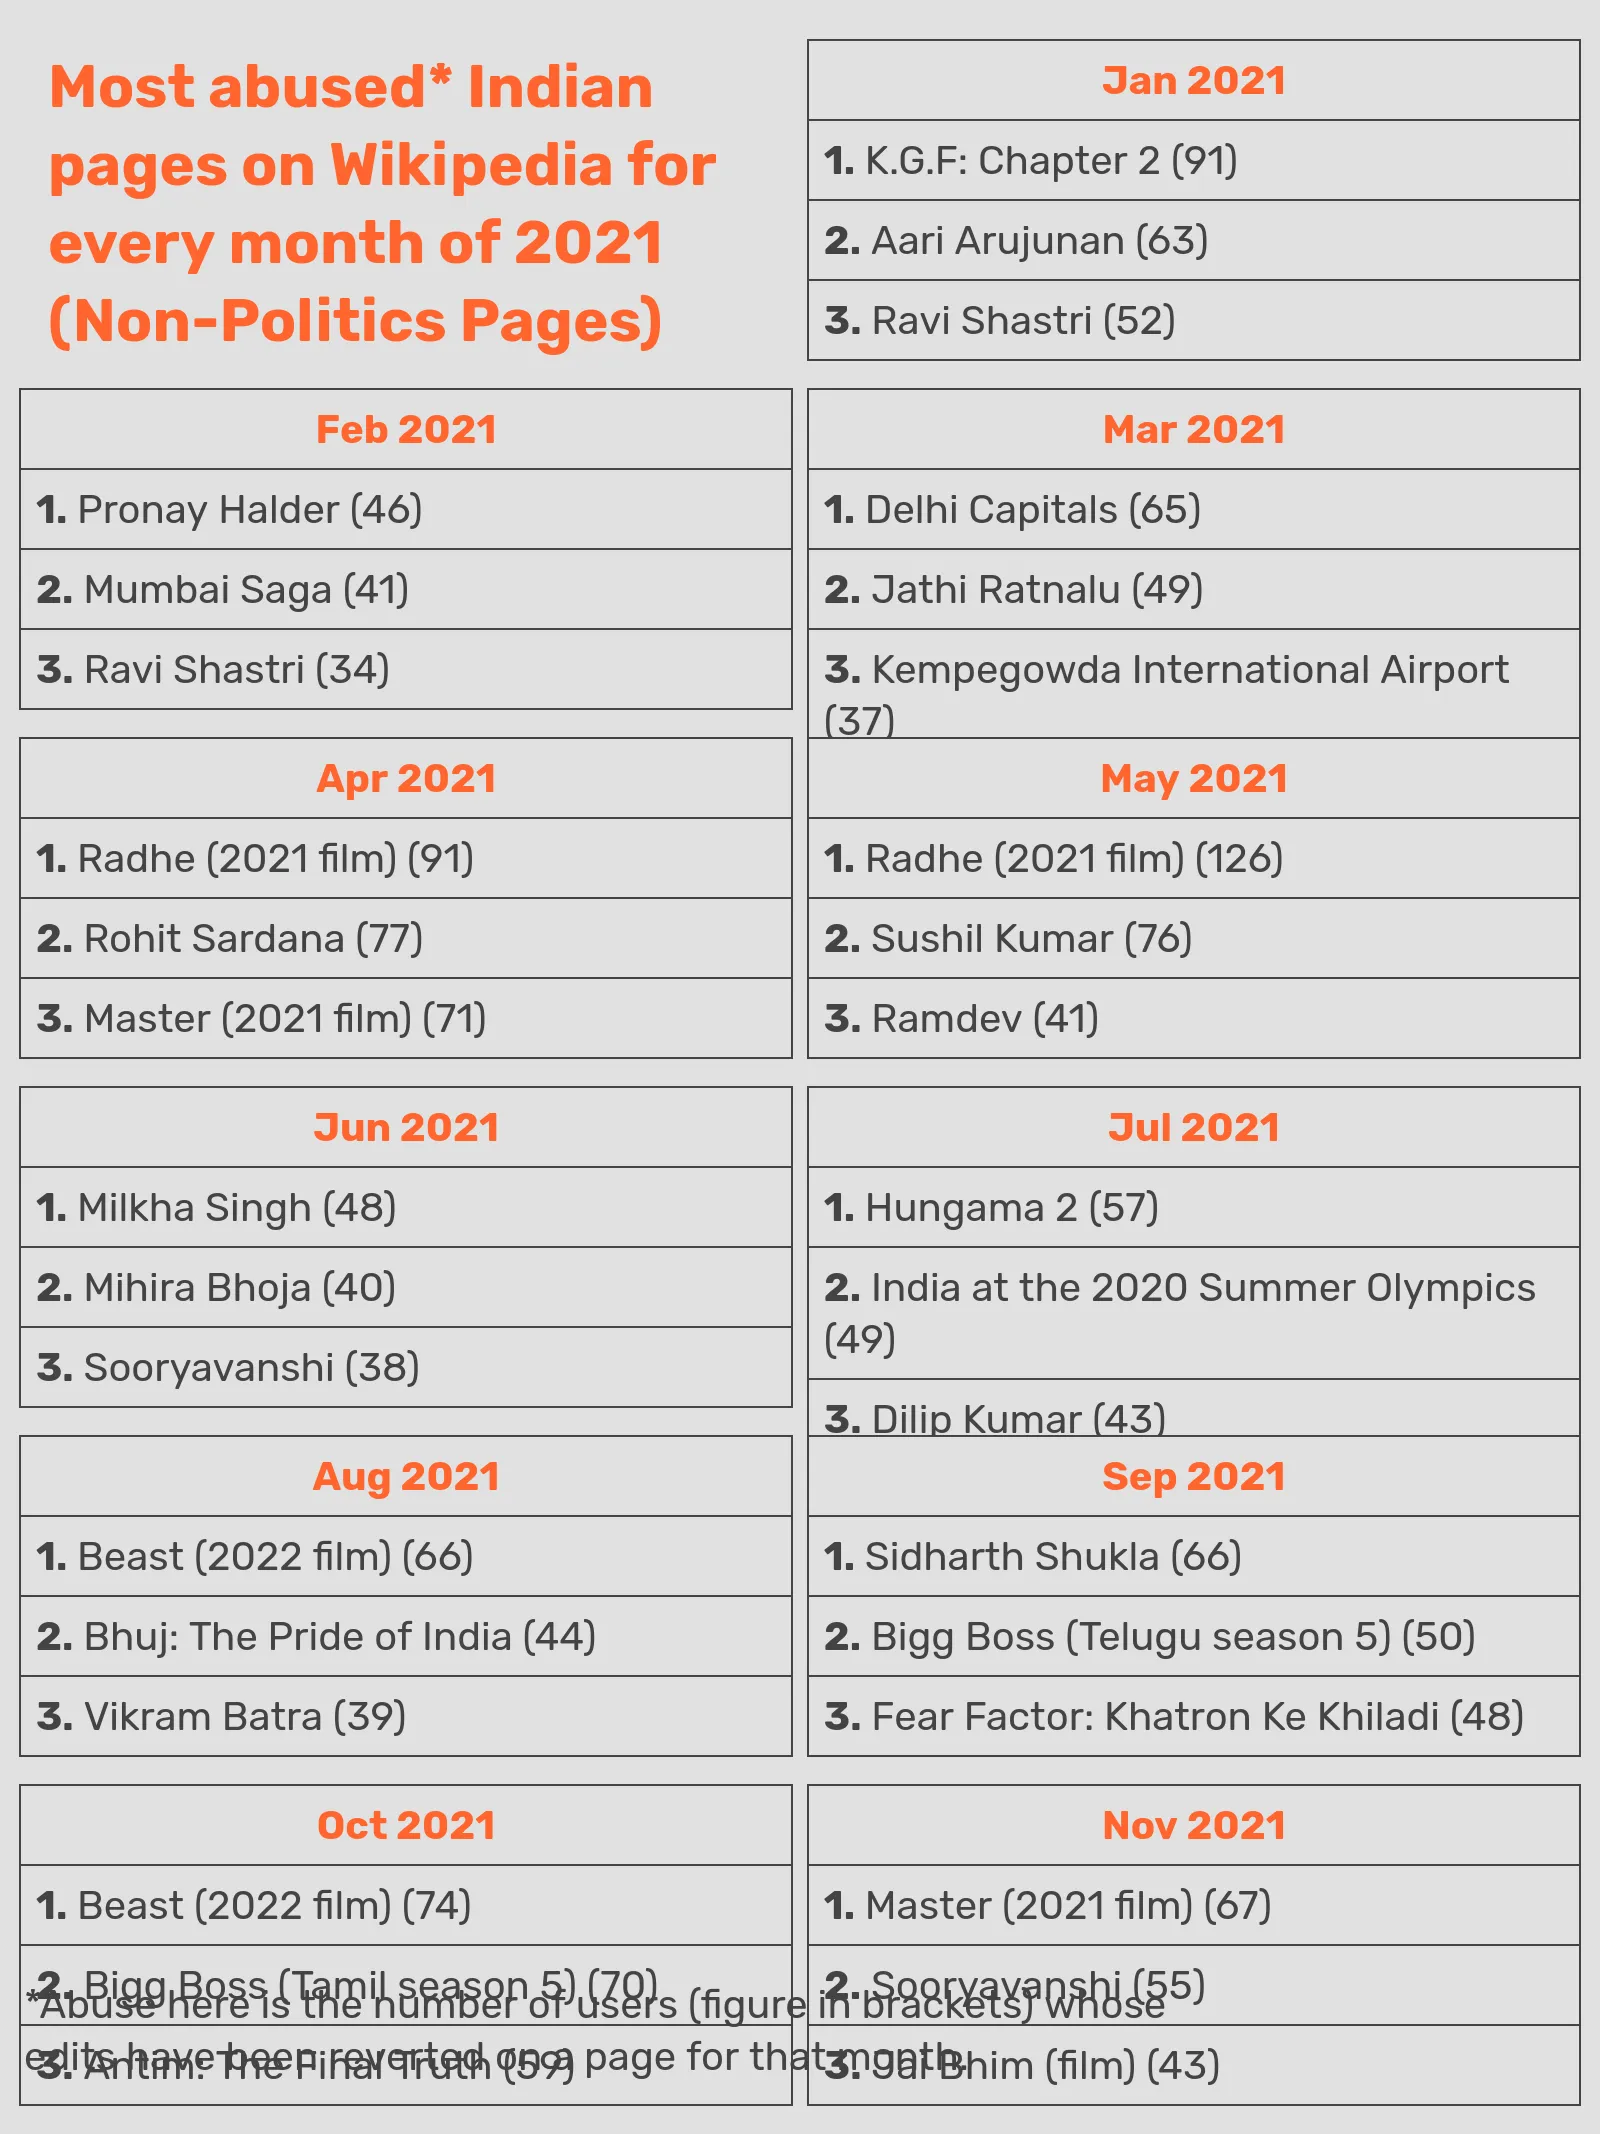 Most abused* Indian
pages on Wikipedia for
every month of 2021
(Non-Politics Pages)
Jan 2021
1. K.G.F: Chapter 2 (91)
2. Aari Arujunan (63)
3. Ravi Shastri (52)
Feb 2021
1. Pronay Halder (46)
2. Mumbai Saga (41)
3. Ravi Shastri (34)
Mar 2021
1. Delhi Capitals (65)
2. Jathi Ratnalu (49)
3. Kempegowda International Airport
(37)
Apr 2021
1. Radhe (2021 film) (91)
2. Rohit Sardana (77)
3. Master (2021 film) (71)
May 2021
1. Radhe (2021 film) (126)
2. Sushil Kumar (76)
3. Ramdev (41)
Jun 2021
1. Milkha Singh (48)
2. Mihira Bhoja (40)
3. Sooryavanshi (38)
Jul 2021
1. Hungama 2 (57)
2. India at the 2020 Summer Olympics
(49)
3. Dilip Kumar (43)
Aug 2021
1. Beast (2022 film) (66)
2. Bhuj: The Pride of India (44)
3. Vikram Batra (39)
Sep 2021
1. Sidharth Shukla (66)
2. Bigg Boss (Telugu season 5) (50)
3. Fear Factor: Khatron Ke Khiladi (48)
Oct 2021
1. Beast (2022 film) (74)
2. Bigg Boss (Tamil season 5) (70)
3. Antim: The Final Truth (59)
Nov 2021
1. Master (2021 film) (67)
2. Sooryavanshi (55)
3. Jai Bhim (film) (43)
*Abuse here is the number of users (figure in brackets) whose
edits have been reverted on a page for that month.